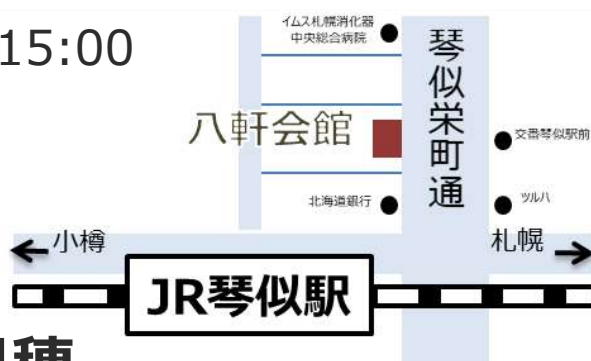 15:00
イムス札幌消化器
中央総合病院
琴似栄町通
八軒会館
交番琴似駅前
北海道銀行
ツルハ
小樽
札幌
JR琴似駅
穂